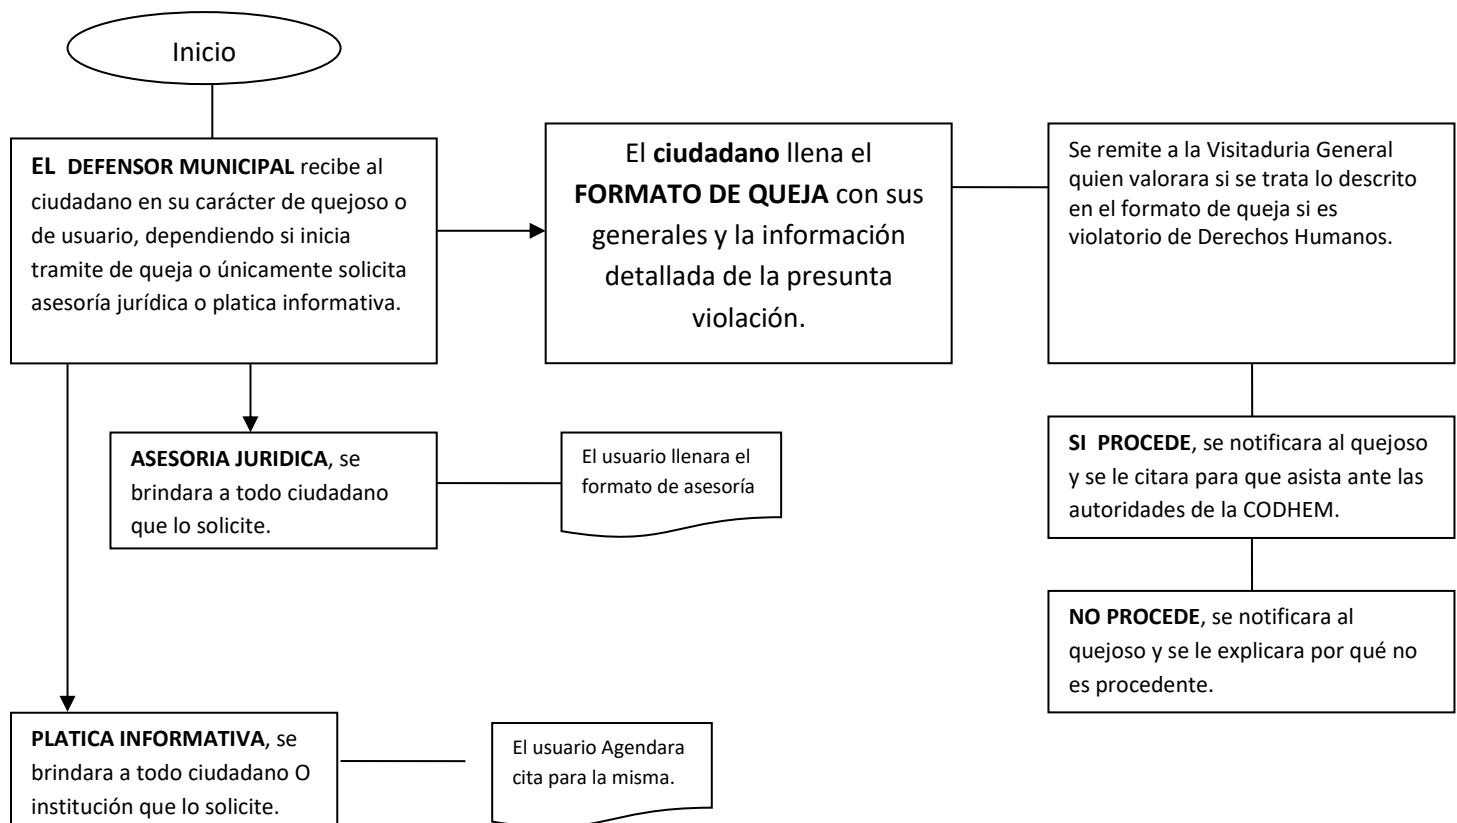 Inicio
EL DEFENSOR MUNICIPAL recibe al
ciudadano en su carácter de quejoso o
de usuario, dependiendo si inicia
tramite de queja o únicamente solicita
asesoría jurídica o platica informativa.
El ciudadano llena el
FORMATO DE QUEJA con sus
generales y la información
detallada de la presunta
violación.
Se remite a la Visitaduria General
quien valorara si se trata lo descrito
en el formato de queja si es
violatorio de Derechos Humanos.
ASESORIA JURIDICA, se
brindara a todo ciudadano
que lo solicite.
El usuario llenara el
formato de asesoría
SI PROCEDE, se notificara al quejoso
y se le citara para que asista ante las
autoridades de la CODHEM.
NO PROCEDE, se notificara al
quejoso y se le explicara por qué no
es procedente.
PLATICA INFORMATIVA, se
brindara a todo ciudadano O
institución que lo solicite.
El usuario Agendara
cita para la misma.